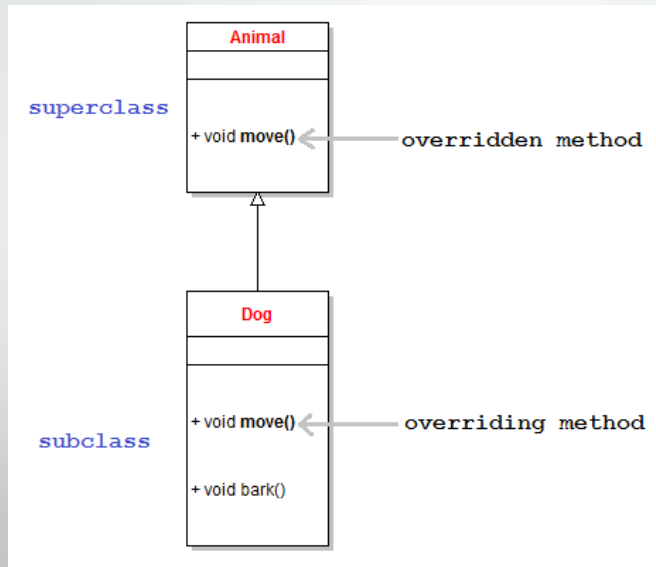 Animal
superclass
+ void move()
overridden method
Dog
+ void move()
overriding method
subclass
+ void bark()